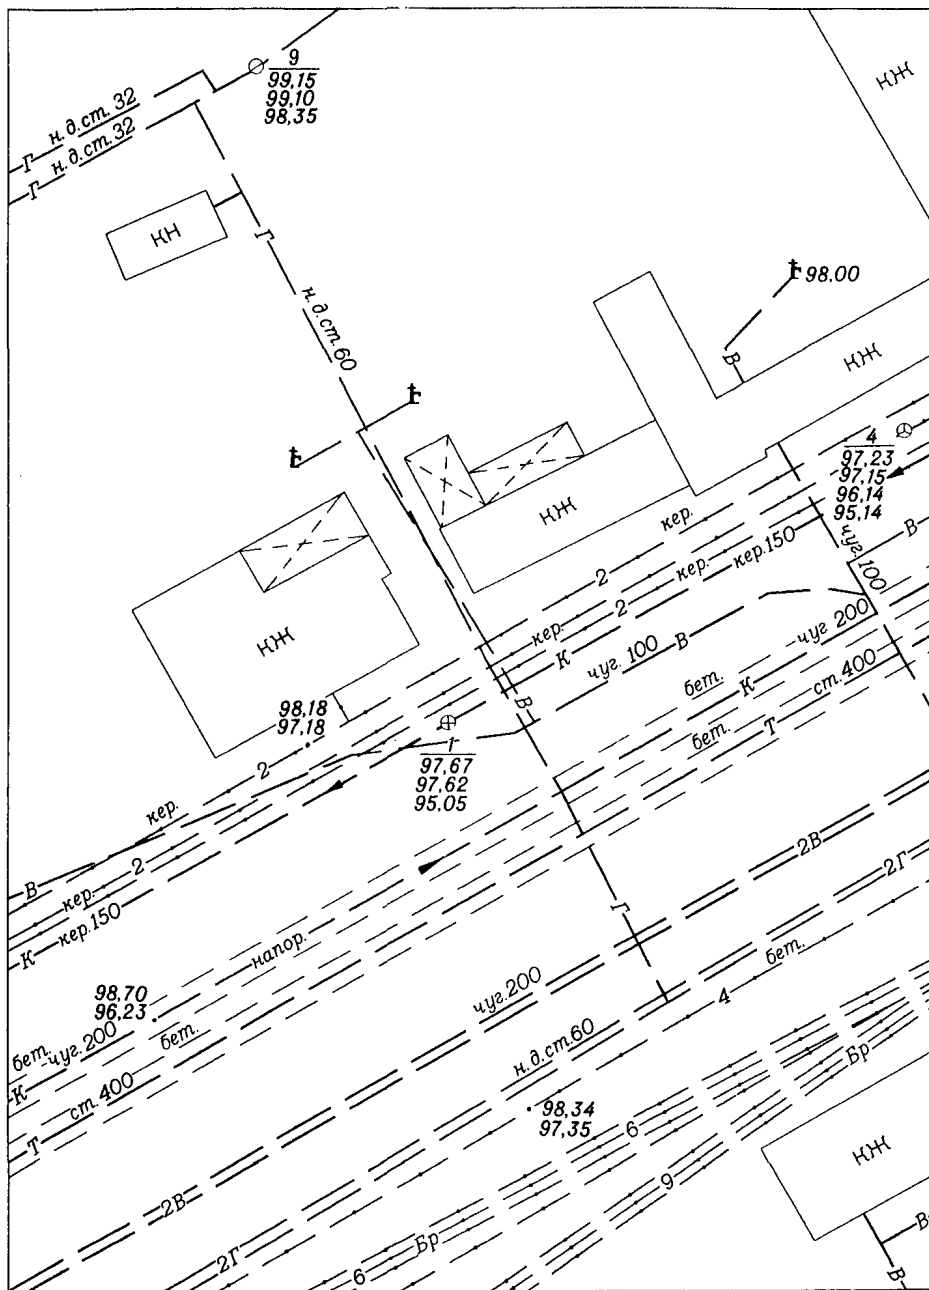 9
99,15
99,10
98,35
КЖ
н.д.ст.32
Г
н.д.ст.32
Г
КН
Г
98,00
н.д.ст.60
В
КЖ
4
97,23
97,15
96,14
95,14
КЖ
кер.
чуг.100
В
кер.150
кер.
2
2
кер.
К
КЖ
чуг.100
В
чуг 200
бет.
К
ст.400
98,18
97,18
В
бет.
Т
1
97,67
97,62
95,05
2
кер.
2В
2
кер.
2Г
В
кер.150
К
Г
напор.
бет.
98,70
96,23
чуг.200
4
бет.
чуг.200
бет.
К
н.д.ст.60
Бр
ст.400
Т
98,34
97,35
6
КЖ
9
2В
В
Бр
2Г
6
В